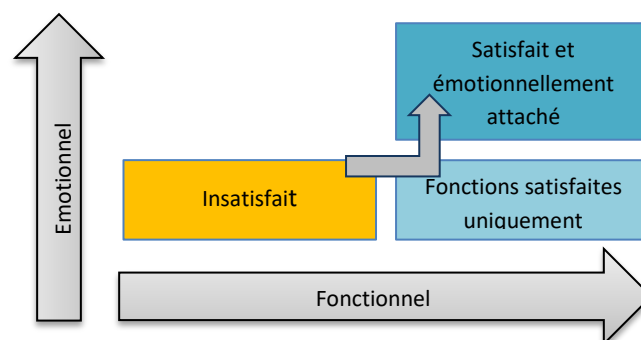 Satisfait et
émotionnellement
attaché
Emotionnel
Insatisfait
Fonctions satisfaites
uniquement
Fonctionnel